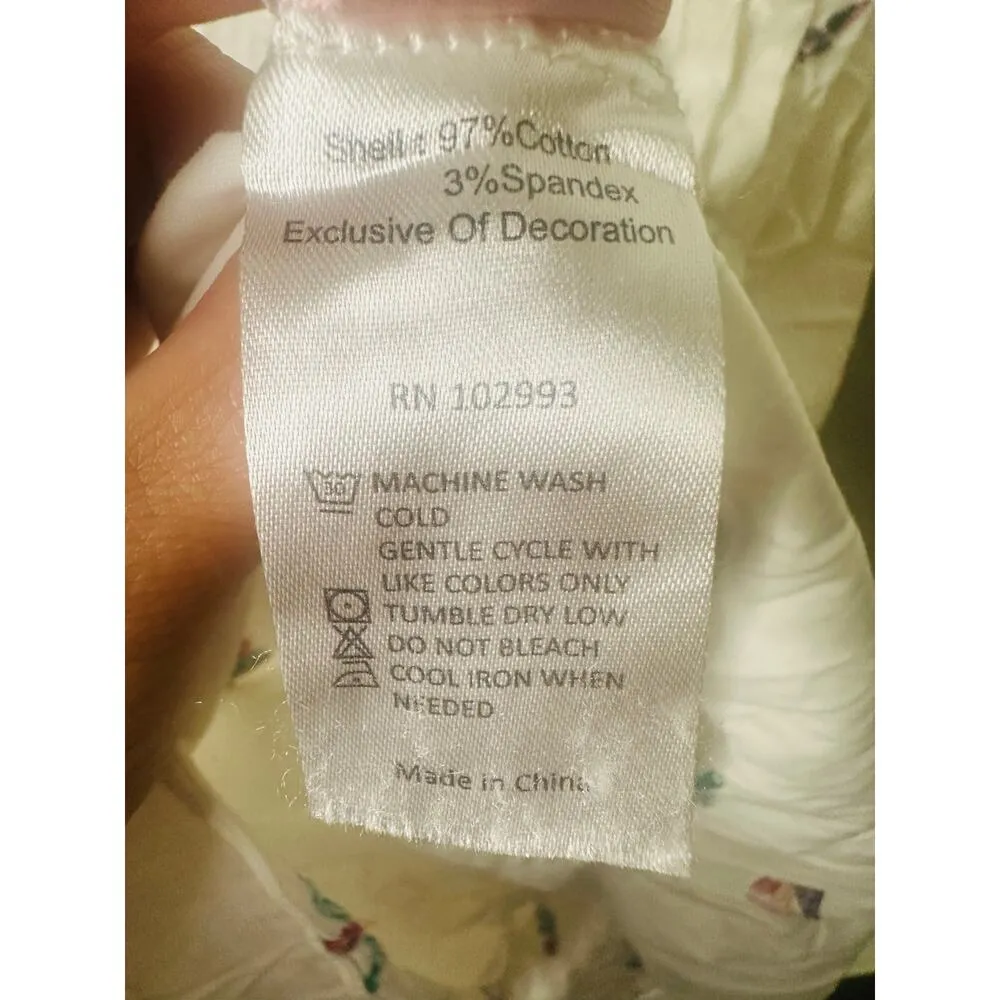 Shell: 97%Cotton
3%Spandex
Exclusive Of Decoration
RN 102993
30 MACHINE WASH
COLD
GENTLE CYCLE WITH
LIKE COLORS ONLY
TUMBLE DRY LOW
DO NOT BLEACH
COOL IRON WHEN
NEEDED
Made in China